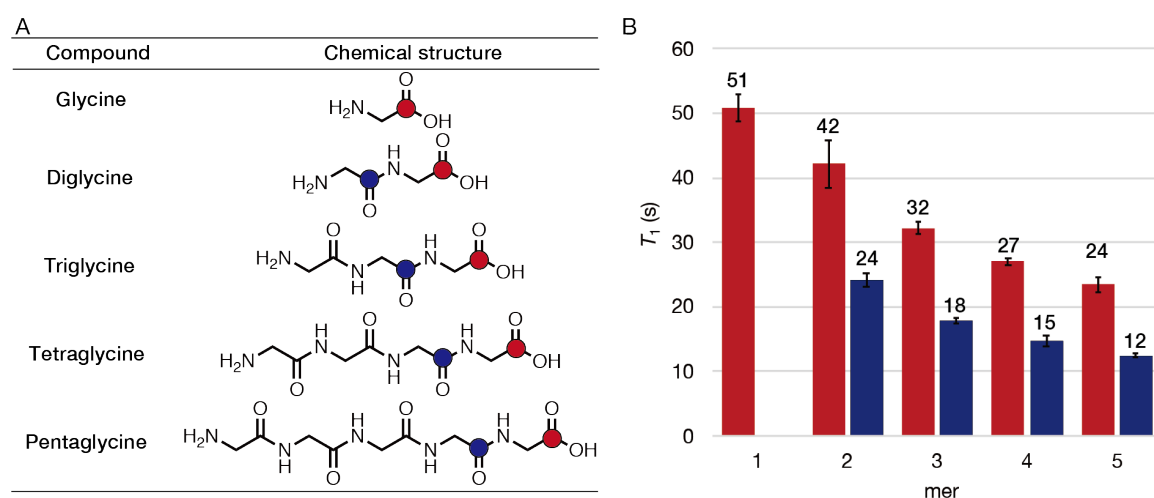 A
Compound Chemical structure
Glycine
O
H₂N
OH
Diglycine
O
H
N
H₂N
OH
O
Triglycine
O
H
N
O
H₂N
N
H
O
OH
Tetraglycine
H
N
O
H
N
O
H₂N
O
N
H
O
OH
Pentaglycine
O
H
N
O
H
N
O
H₂N
N
H
O
N
H
O
OH
B
T₁ (s)
60
50
40
30
20
10
0
51
42
24
32
18
27
15
24
12
1 2 3 4 5
mer